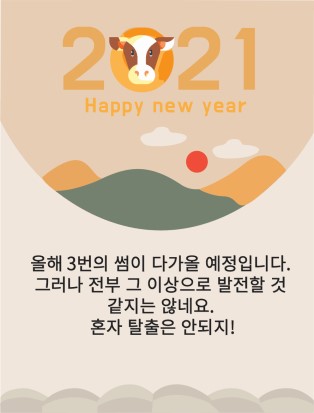 2021
Happy new year
올해 3번의 썸이 다가올 예정입니다.
그러나 전부 그 이상으로 발전할 것
같지는 않네요.
혼자 탈출은 안되지!